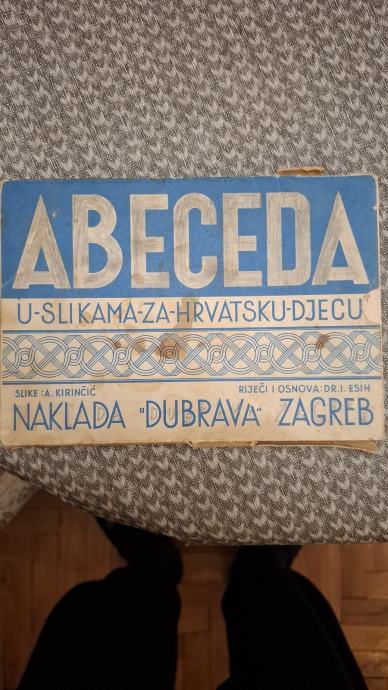 ABECEDA
U-SLIKAMA-ZA-HRVATSKU-DJECU
SLIKE:A.KIRINČIĆ
RIJEČI I OSNOVA:DR.I.ESIH
NAKLADA "DUBRAVA" ZAGREB